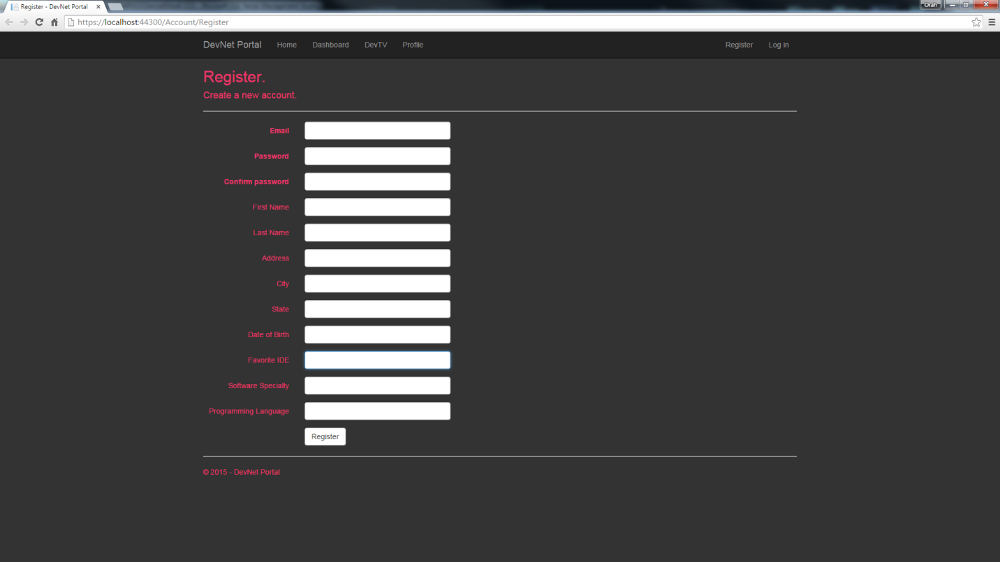 Register - DevNet Portal
Orah
https://localhost:44300/Account/Register
DevNet Portal Home Dashboard DevTV Profile Register Log in
Register.
Create a new account.
Email
Password
Confirm password
First Name
Last Name
Address
City
State
Date of Birth
Favorite IDE
Software Specialty
Programming Language
Register
© 2015 - DevNet Portal